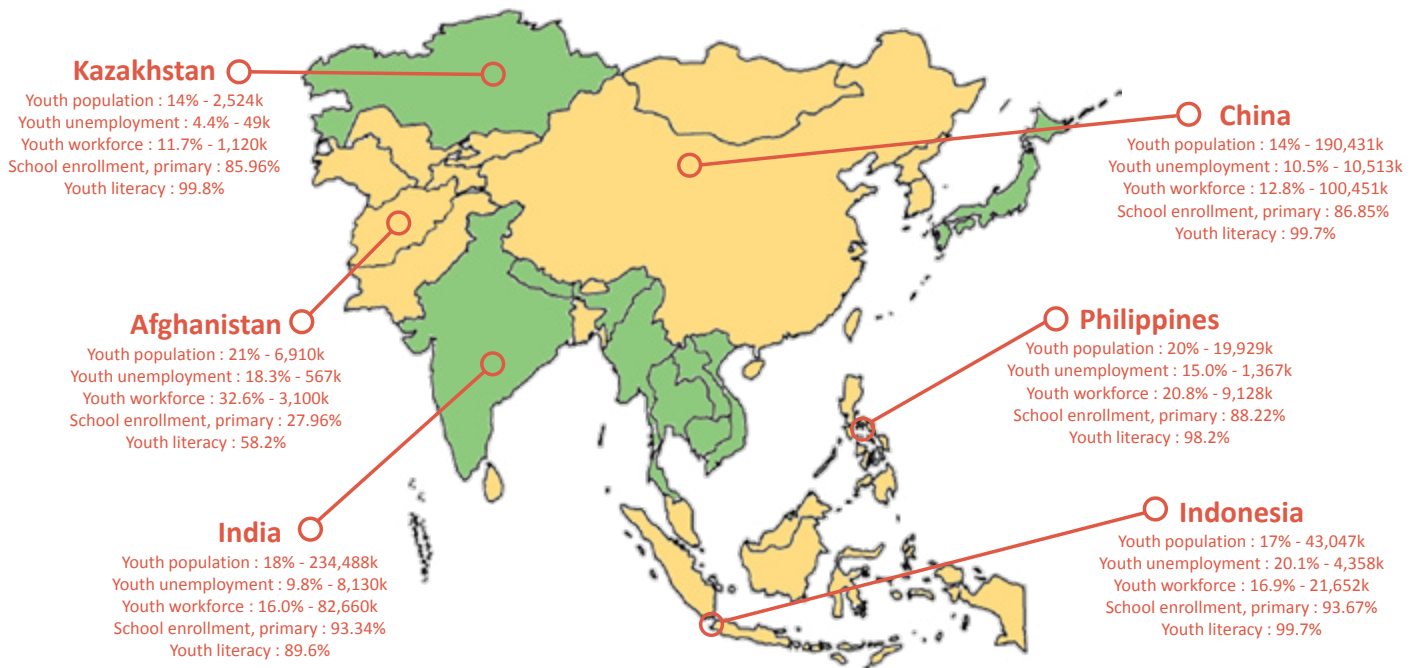 Kazakhstan
Youth population : 14% - 2,524k
Youth unemployment : 4.4% - 49k
Youth workforce : 11.7% - 1,120k
School enrollment, primary : 85.96%
Youth literacy : 99.8%
China
Youth population : 14% - 190,431k
Youth unemployment : 10.5% - 10,513k
Youth workforce : 12.8% - 100,451k
School enrollment, primary : 86.85%
Youth literacy : 99.7%
Afghanistan
Youth population : 21% - 6,910k
Youth unemployment : 18.3% - 567k
Youth workforce : 32.6% - 3,100k
School enrollment, primary : 27.96%
Youth literacy : 58.2%
Philippines
Youth population : 20% - 19,929k
Youth unemployment : 15.0% - 1,367k
Youth workforce : 20.8% - 9,128k
School enrollment, primary : 88.22%
Youth literacy : 98.2%
India
Youth population : 18% - 234,488k
Youth unemployment : 9.8% - 8,130k
Youth workforce : 16.0% - 82,660k
School enrollment, primary : 93.34%
Youth literacy : 89.6%
Indonesia
Youth population : 17% - 43,047k
Youth unemployment : 20.1% - 4,358k
Youth workforce : 16.9% - 21,652k
School enrollment, primary : 93.67%
Youth literacy : 99.7%